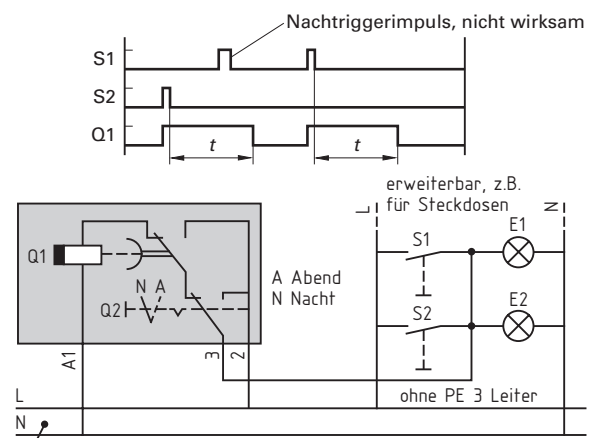 Nachtriggerimpuls, nicht wirksam
S1
S2
Q1
t
t
erweiterbar, z.B.
für Steckdosen
L
N
S1
E1
Q1
A Abend
N Nacht
N A
Q2
S2
E2
A1
3
2
L
ohne PE 3 Leiter
N